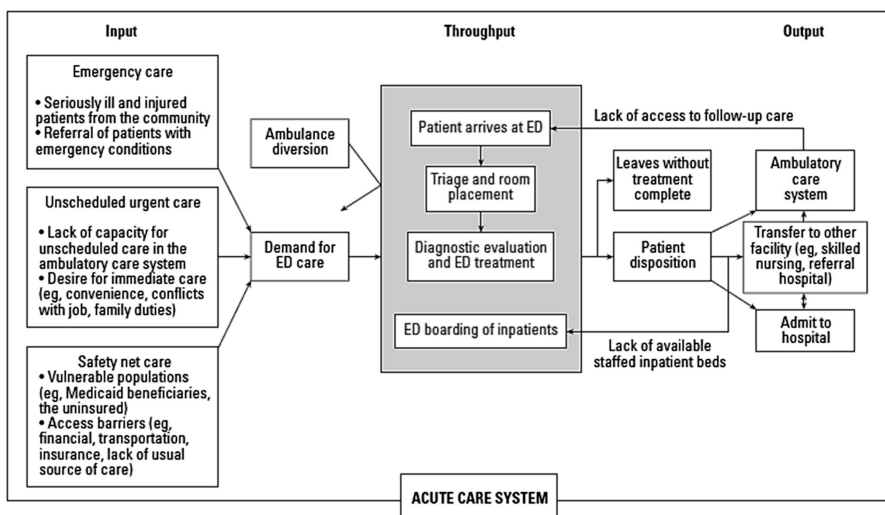 Input
Throughput
Output
Emergency care
• Seriously ill and injured
patients from the community
• Referral of patients with
emergency conditions
Unscheduled urgent care
• Lack of capacity for
unscheduled care in the
ambulatory care system
• Desire for immediate care
(eg, convenience, conflicts
with job, family duties)
Safety net care
• Vulnerable populations
(eg, Medicaid beneficiaries,
the uninsured)
• Access barriers (eg,
financial, transportation,
insurance, lack of usual
source of care)
Ambulance
diversion
Demand for
ED care
Patient arrives at ED
Triage and room
placement
Diagnostic evaluation
and ED treatment
ED boarding of inpatients
Lack of access to follow-up care
Leaves without
treatment
complete
Patient
disposition
Lack of available
staffed inpatient beds
Ambulatory
care
system
Transfer to other
facility (eg, skilled
nursing, referral
hospital)
Admit to
hospital
ACUTE CARE SYSTEM